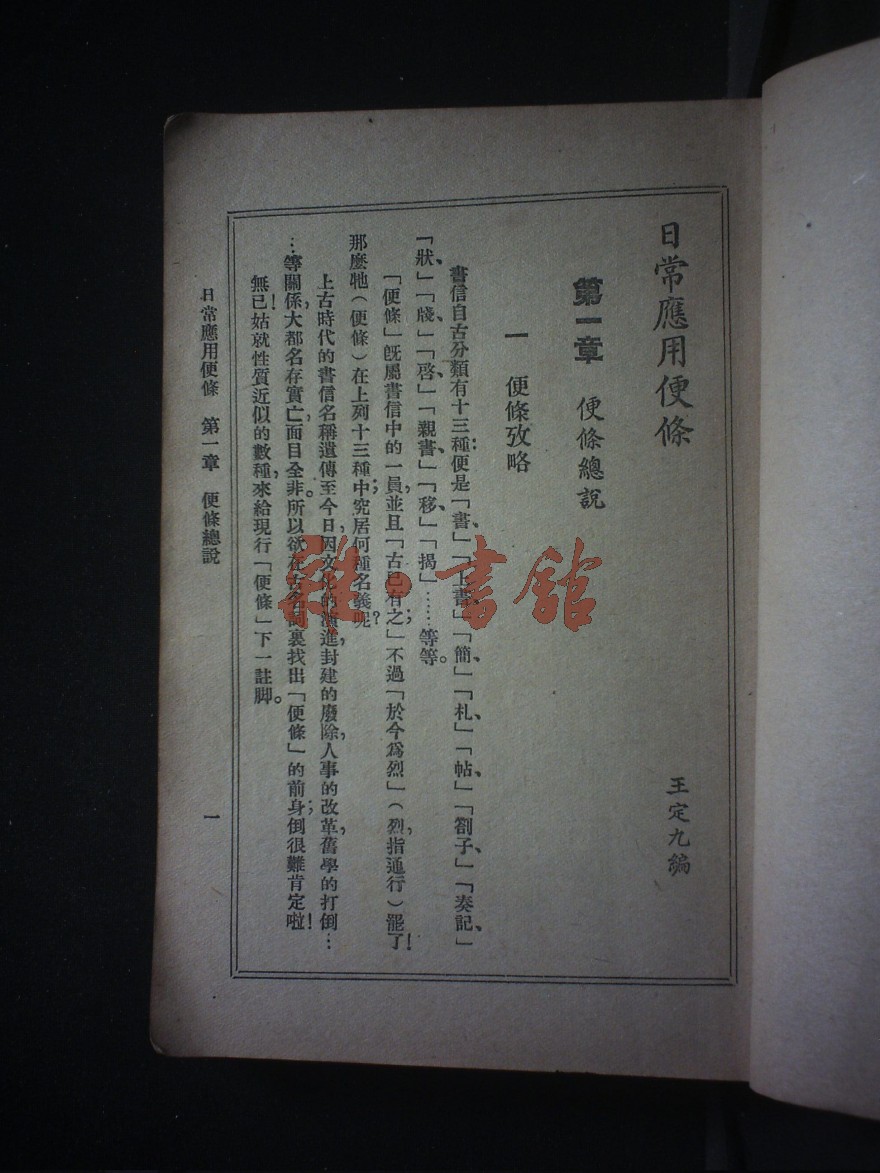 日常應用便條
王定九編
第一章 便條總說
一 便條攷略
書信自古分類有十三種:便是「書」、「上書」、「簡」、「札」、「帖」、「劄子」、「奏記」、
「狀」、「牋」、「啓」、「親書」、「移」、「揭」……等等。
「便條」旣屬書信中的一員,並且「古已有之」;不過「於今爲烈」(烈,指通行)罷了!
那麼牠(便條)在上列十三種中;究居何種名義呢?
上古時代的書信名稱,遺傳至今日,因文化的演進,封建的廢除,人事的改革,舊學的打倒…
…等關係,大都名存實亡,面目全非。所以欲在古名詞裏找出「便條」的前身;倒很難肯定啦!
無已!姑就性質近似的數種,來給現行「便條」下一註脚。
日常應用便條 第一章 便條總說
一
雜·書館